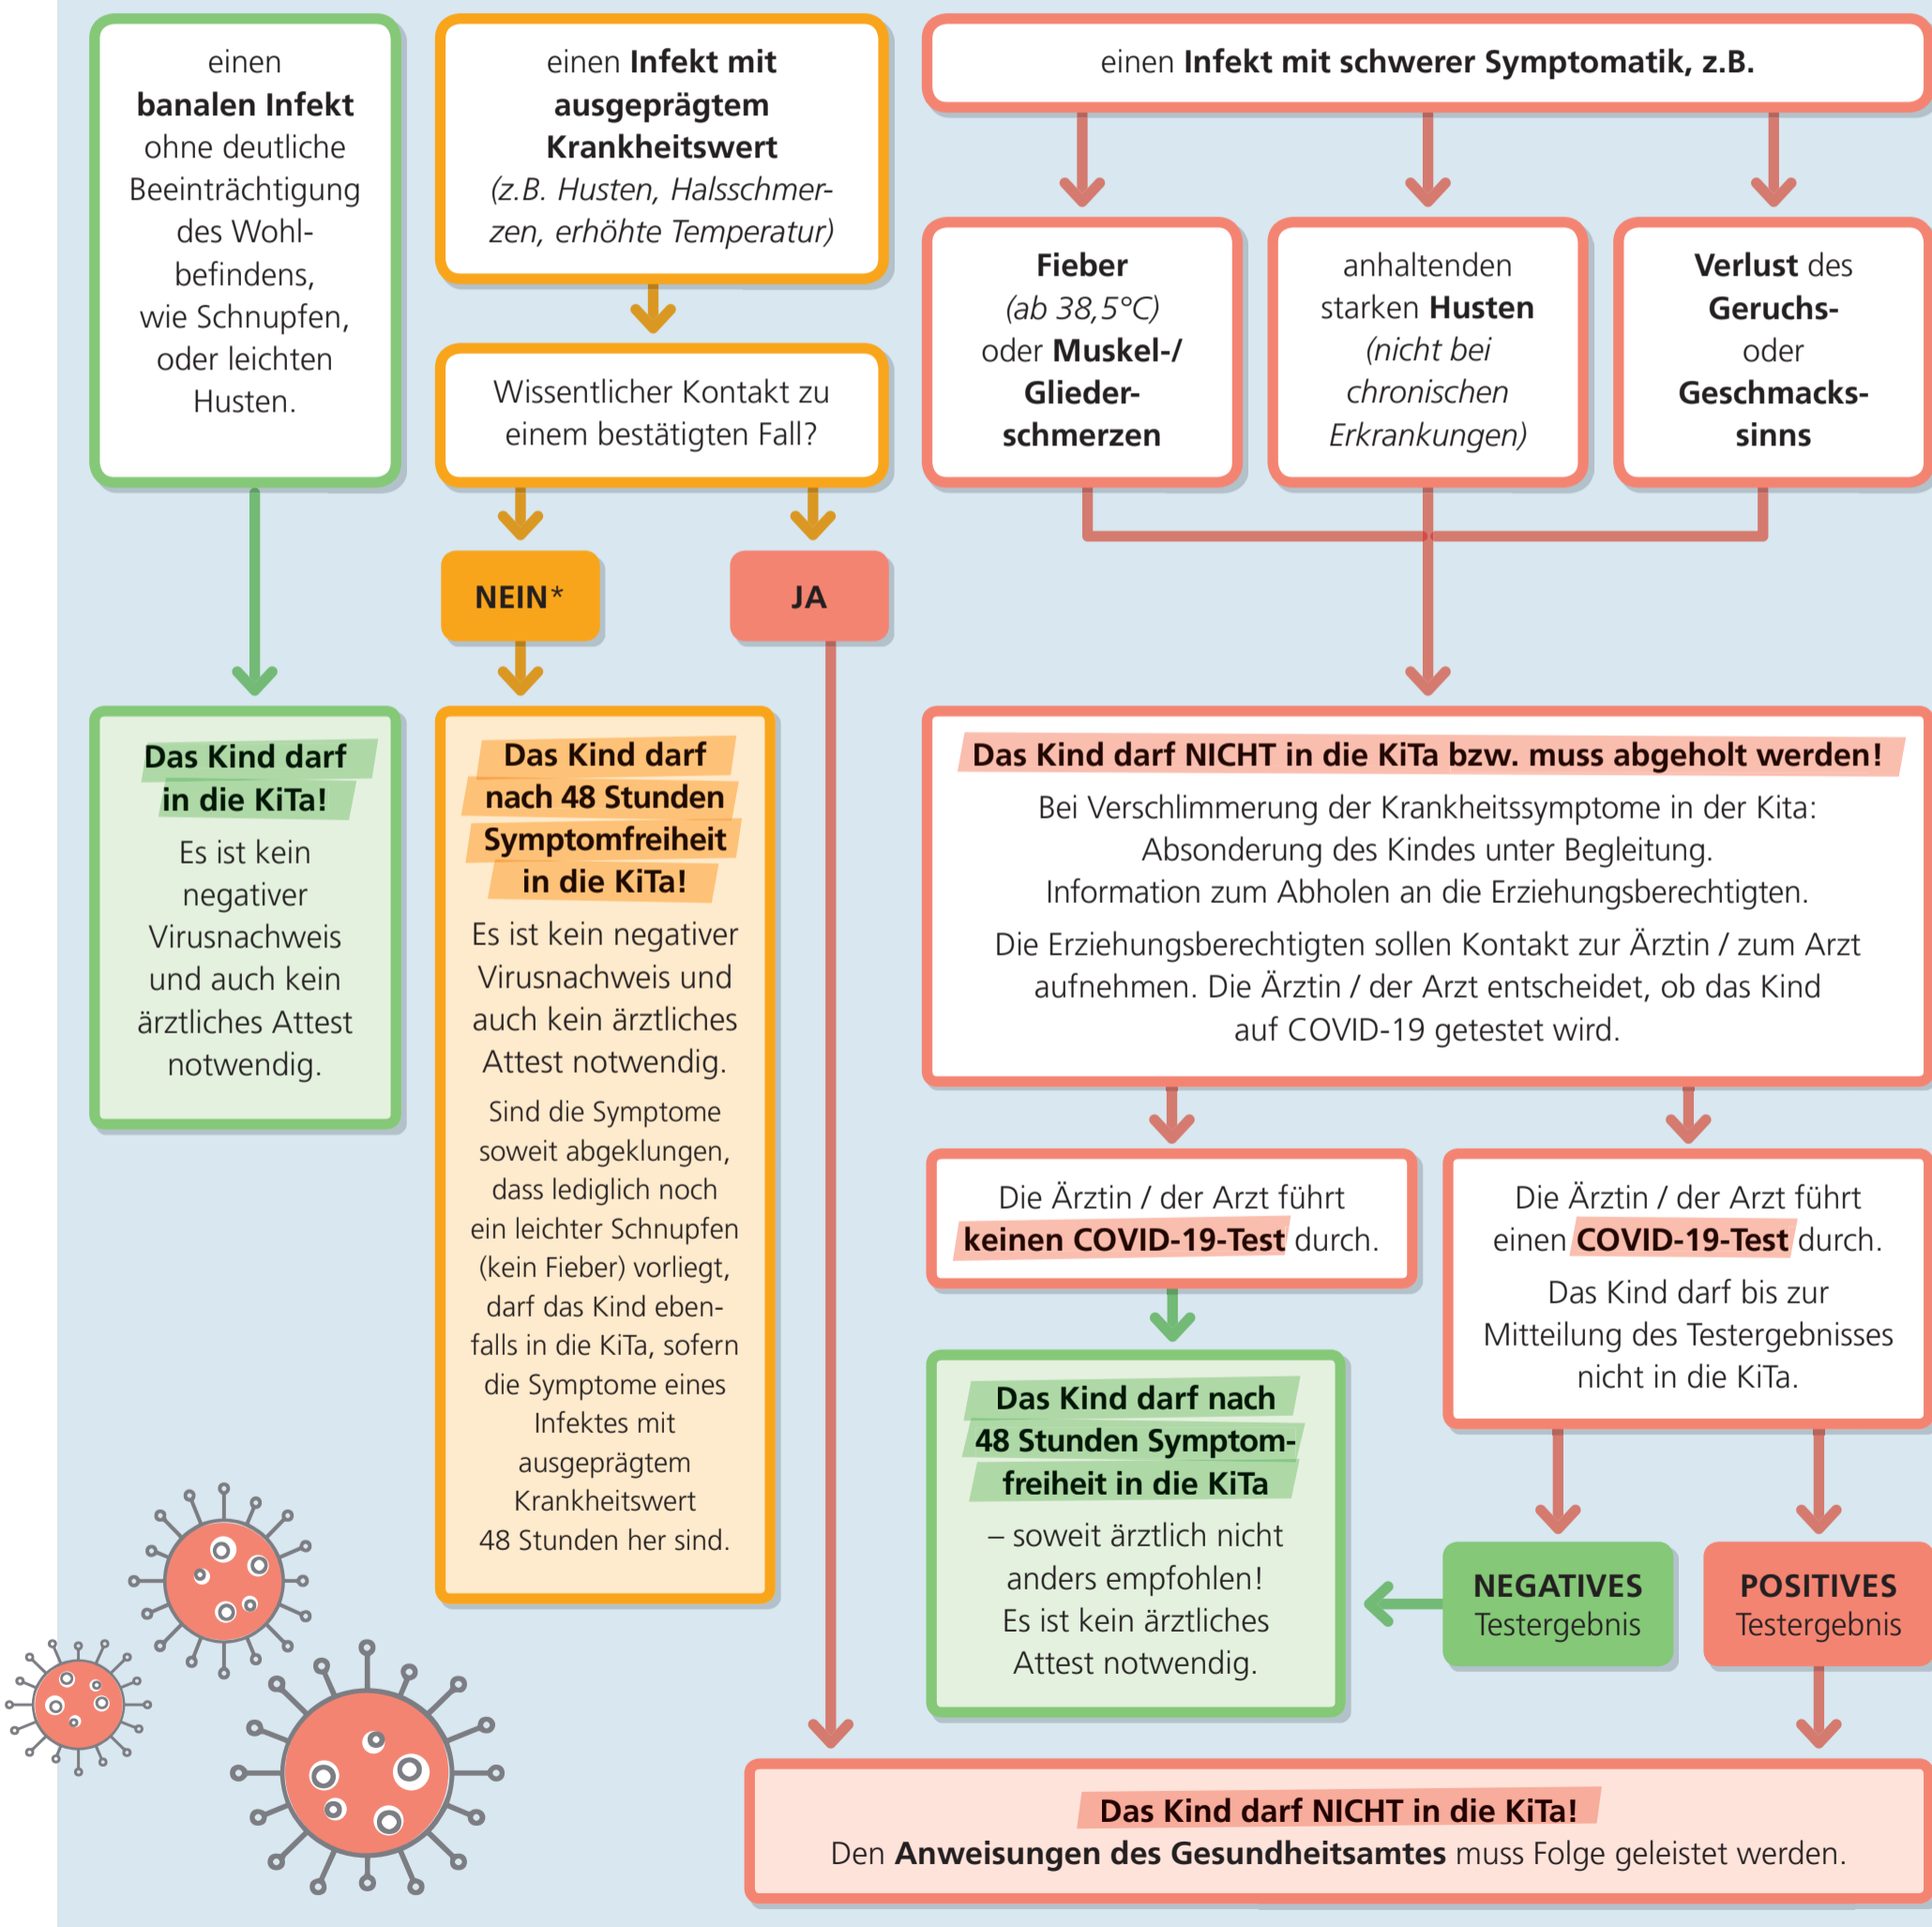 einen
banalen Infekt
ohne deutliche
Beeinträchtigung
des Wohl-
befindens,
wie Schnupfen,
oder leichten
Husten.
Das Kind darf
in die KiTa!
Es ist kein
negativer
Virusnachweis
und auch kein
ärztliches Attest
notwendig.
einen Infekt mit
ausgeprägtem
Krankheitswert
(z.B. Husten, Halsschmer-
zen, erhöhte Temperatur)
Wissentlicher Kontakt zu
einem bestätigten Fall?
NEIN*
JA
Das Kind darf
nach 48 Stunden
Symptomfreiheit
in die KiTa!
Es ist kein negativer
Virusnachweis und
auch kein ärztliches
Attest notwendig.
Sind die Symptome
soweit abgeklungen,
dass lediglich noch
ein leichter Schnupfen
(kein Fieber) vorliegt,
darf das Kind eben-
falls in die KiTa, sofern
die Symptome eines
Infektes mit
ausgeprägtem
Krankheitswert
48 Stunden her sind.
einen Infekt mit schwerer Symptomatik, z.B.
Fieber
(ab 38,5°C)
oder Muskel-/
Glieder-
schmerzen
anhaltenden
starken Husten
(nicht bei
chronischen
Erkrankungen)
Verlust des
Geruchs-
oder
Geschmacks-
sinns
Das Kind darf NICHT in die KiTa bzw. muss abgeholt werden!
Bei Verschlimmerung der Krankheitssymptome in der Kita:
Absonderung des Kindes unter Begleitung.
Information zum Abholen an die Erziehungsberechtigten.
Die Erziehungsberechtigten sollen Kontakt zur Ärztin / zum Arzt
aufnehmen. Die Ärztin / der Arzt entscheidet, ob das Kind
auf COVID-19 getestet wird.
Die Ärztin / der Arzt führt
keinen COVID-19-Test durch.
Das Kind darf nach
48 Stunden Symptom-
freiheit in die KiTa
– soweit ärztlich nicht
anders empfohlen!
Es ist kein ärztliches
Attest notwendig.
Die Ärztin / der Arzt führt
einen COVID-19-Test durch.
Das Kind darf bis zur
Mitteilung des Testergebnisses
nicht in die KiTa.
NEGATIVES
Testergebnis
POSITIVES
Testergebnis
Das Kind darf NICHT in die KiTa!
Den Anweisungen des Gesundheitsamtes muss Folge geleistet werden.